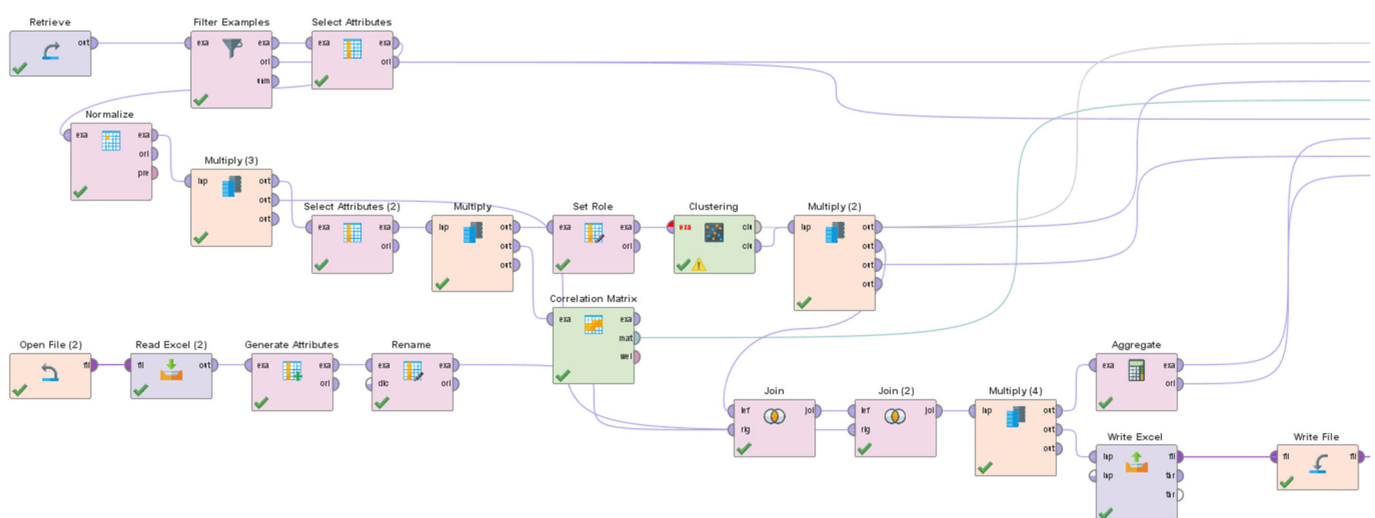 Retrieve
out
Filter Examples
exa exa
ori
Select Attributes
exa exa
ori
Normalize
exa exa
ori
pre
Multiply (3)
inp out
out
out
Select Attributes (2)
exa exa
ori
Multiply
inp out
out
out
Set Role
exa exa
ori
Clustering
exa clu
clu
Multiply (2)
inp out
out
out
out
Correlation Matrix
exa exa
mat
wei
Open File (2)
fil
Read Excel (2)
fil out
Generate Attributes
exa exa
ori
Rename
exa exa
ori
Join
lef joi
rig
Join (2)
lef joi
rig
Multiply (4)
inp out
out
out
Aggregate
exa exa
ori
Write Excel
inp fil
inp thr
thr
Write File
fil fil